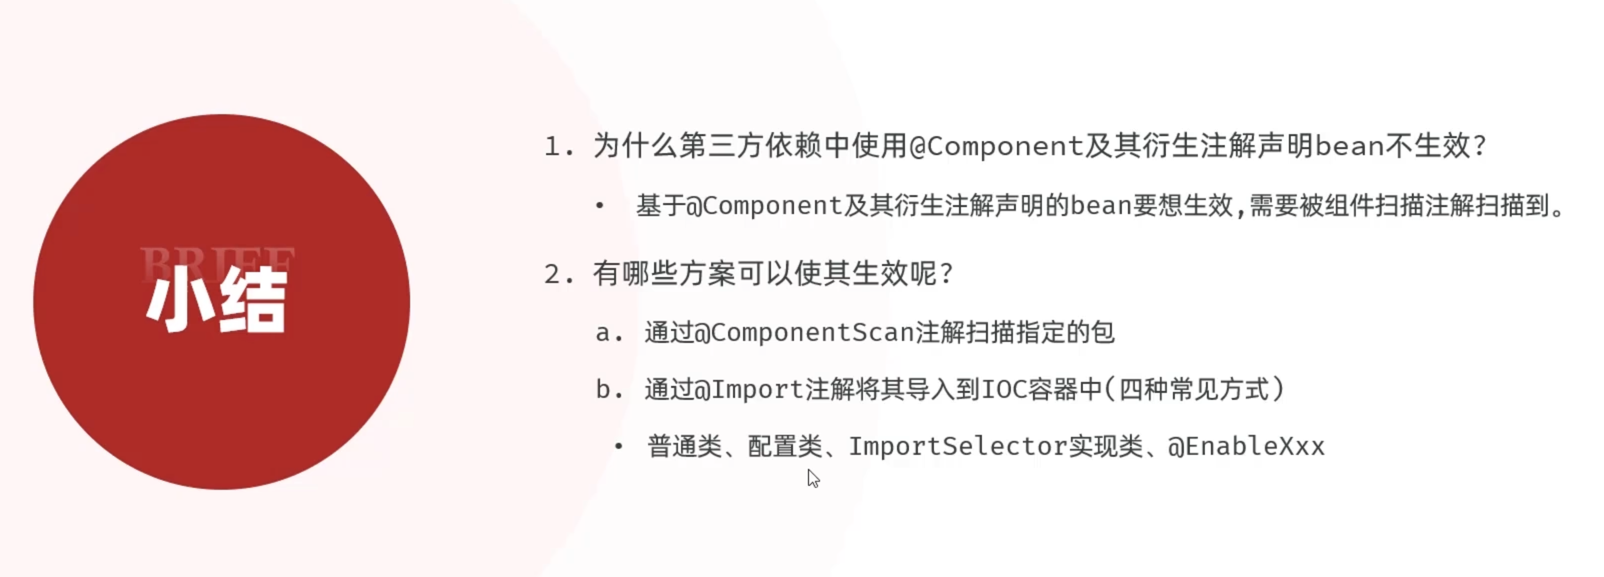 BRIEF
小结
1. 为什么第三方依赖中使用@Component及其衍生注解声明bean不生效?
• 基于@Component及其衍生注解声明的bean要想生效,需要被组件扫描注解扫描到。
2. 有哪些方案可以使其生效呢?
a. 通过@ComponentScan注解扫描指定的包
b. 通过@Import注解将其导入到IOC容器中(四种常见方式)
• 普通类、配置类、ImportSelector实现类、@EnableXxx